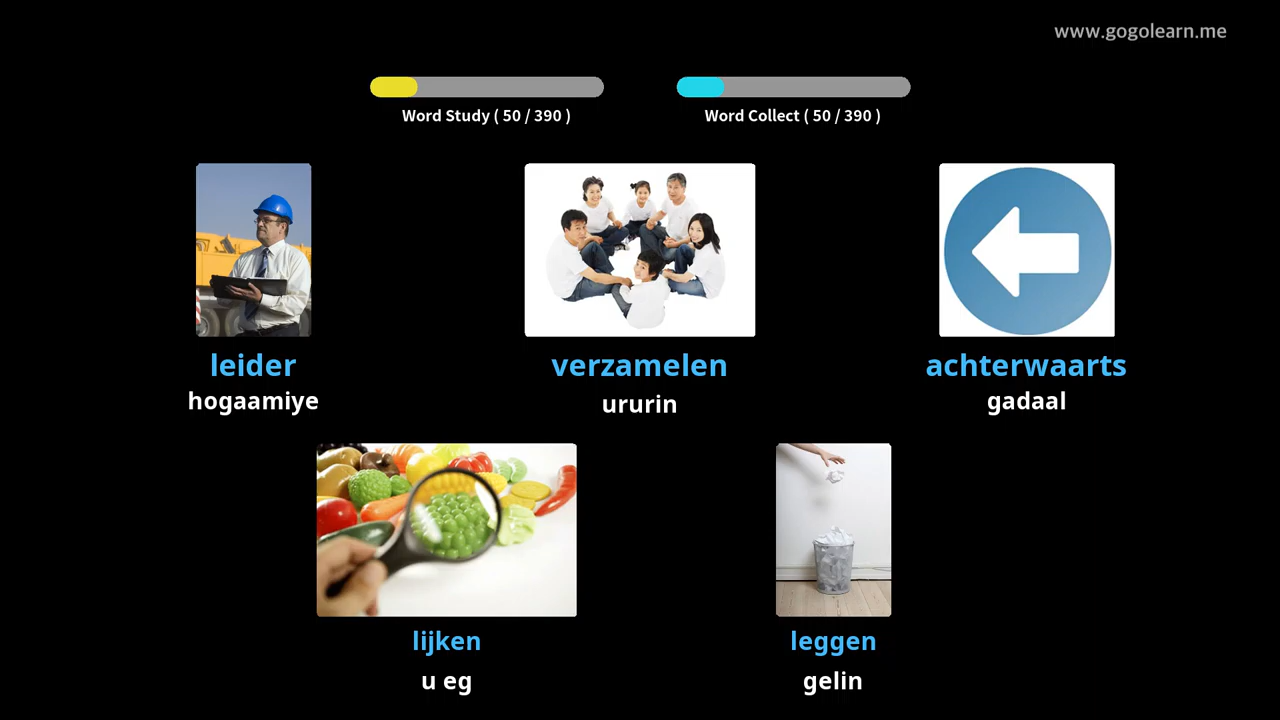 www.gogolearn.me
Word Study ( 50 / 390 )
Word Collect ( 50 / 390 )
leider
hogaamiye
verzamelen
ururin
achterwaarts
gadaal
lijken
u eg
leggen
gelin